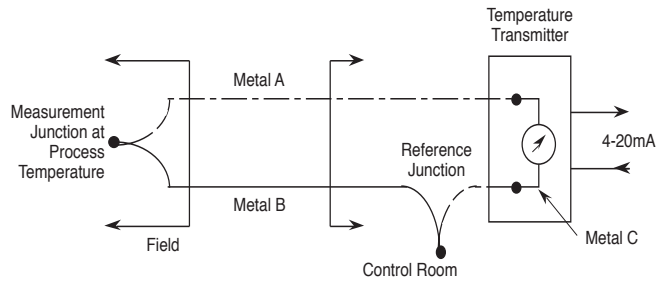 Temperature
Transmitter
Metal A
Measurement
Junction at
Process
Temperature
Reference
Junction
4-20mA
Metal B
Field
Metal C
Control Room